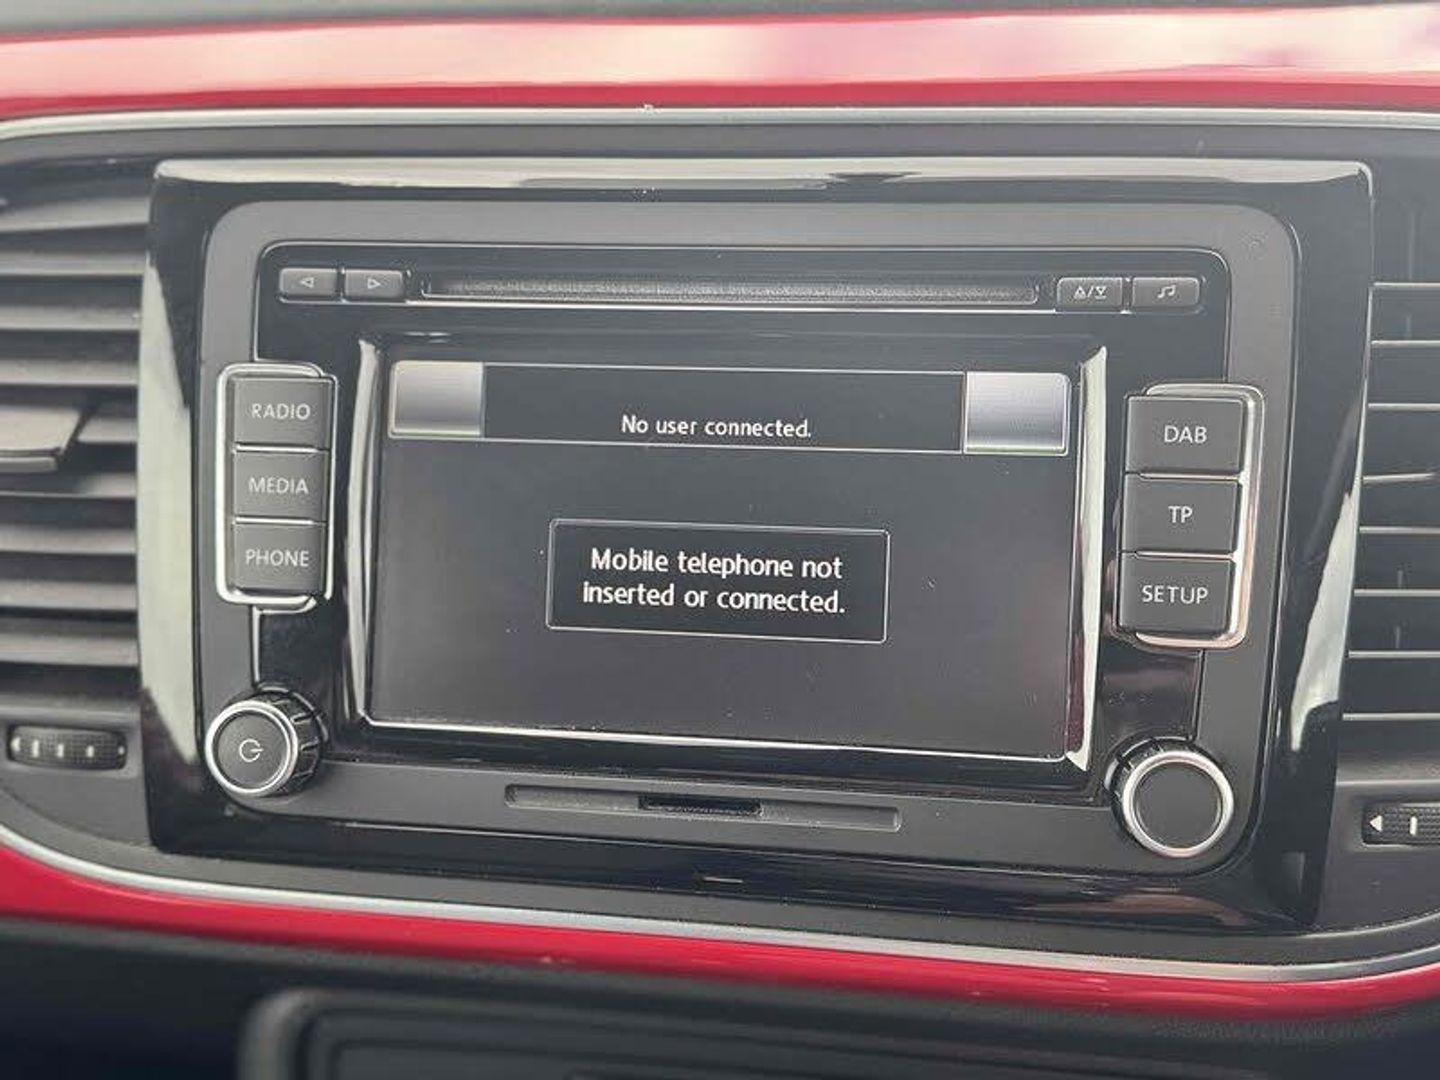 RADIO
MEDIA
PHONE
No user connected.
Mobile telephone not
inserted or connected.
DAB
TP
SETUP